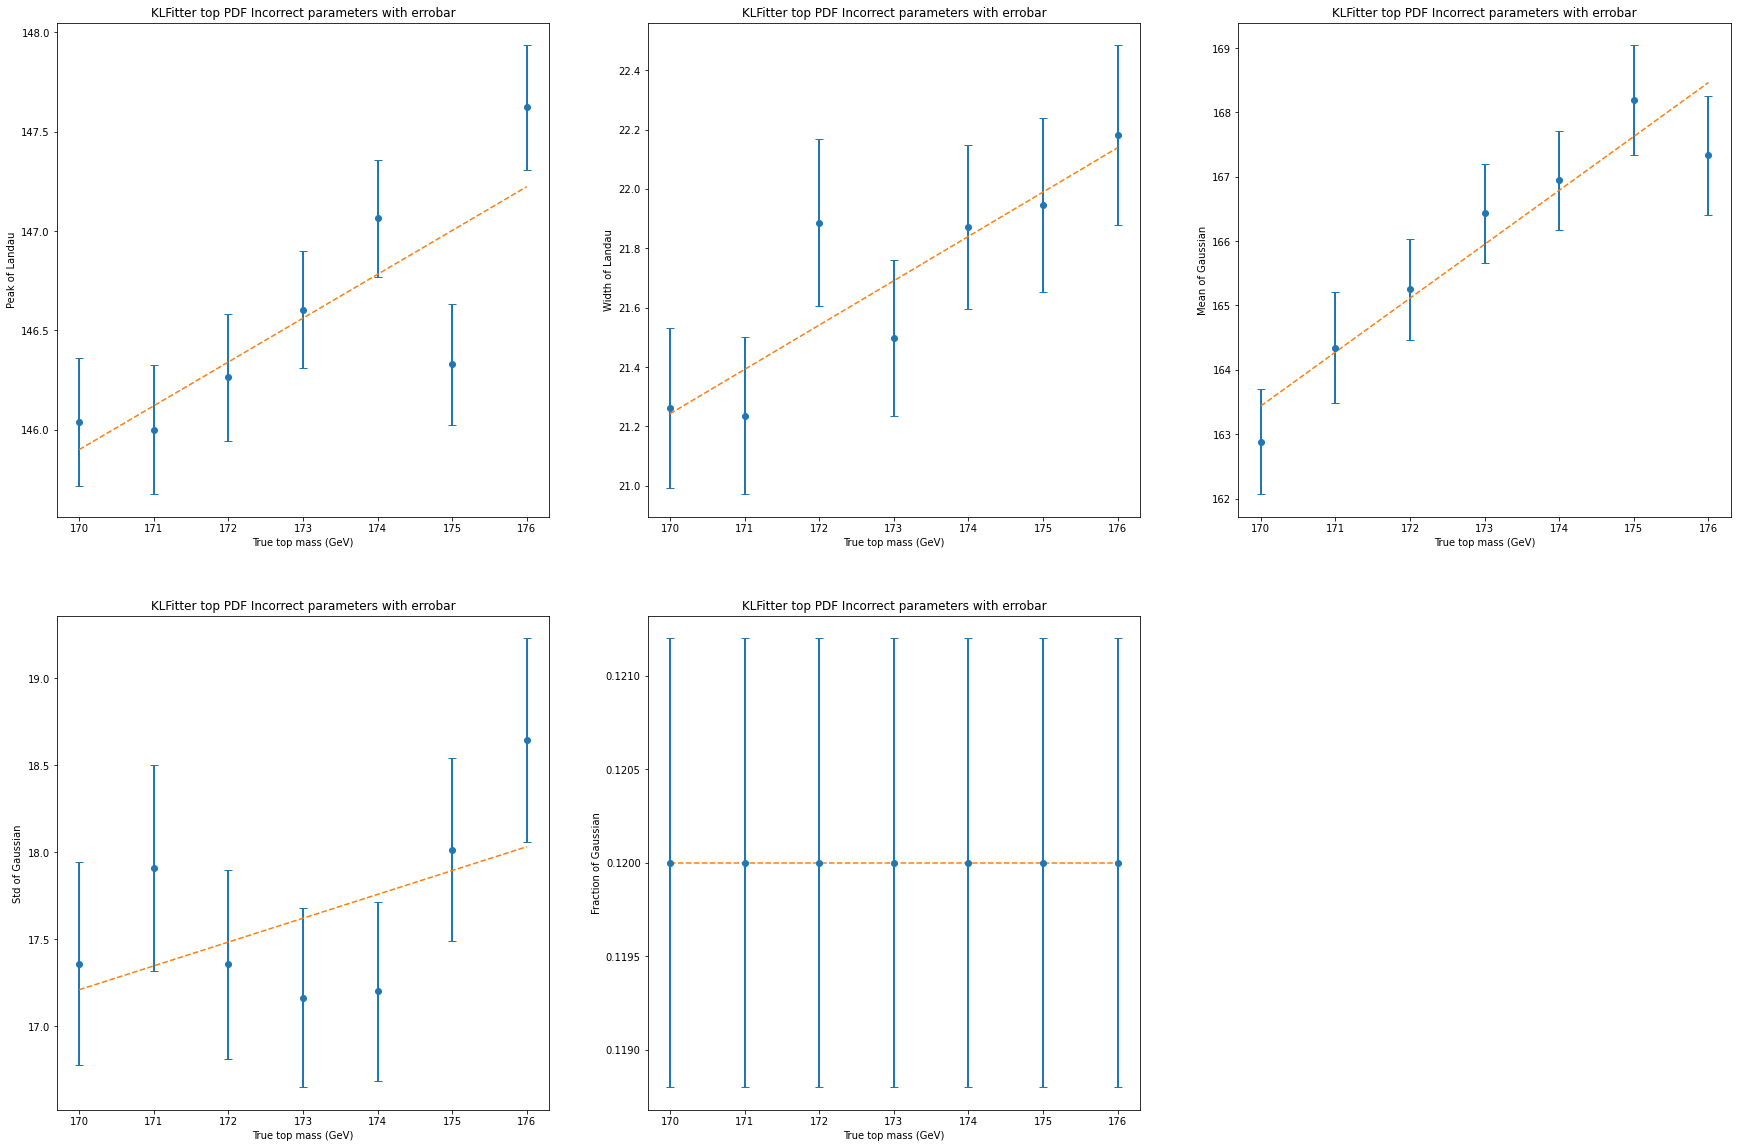 KLFitter top PDF Incorrect parameters with errobar
148.0
147.5
147.0
146.5
146.0
Peak of Landau
170 171 172 173 174 175 176
True top mass (GeV)
KLFitter top PDF Incorrect parameters with errobar
22.4
22.2
22.0
21.8
21.6
21.4
21.2
21.0
Width of Landau
170 171 172 173 174 175 176
True top mass (GeV)
KLFitter top PDF Incorrect parameters with errobar
169
168
167
166
165
164
163
162
Mean of Gaussian
170 171 172 173 174 175 176
True top mass (GeV)
KLFitter top PDF Incorrect parameters with errobar
19.0
18.5
18.0
17.5
17.0
Std of Gaussian
170 171 172 173 174 175 176
True top mass (GeV)
KLFitter top PDF Incorrect parameters with errobar
0.1210
0.1205
0.1200
0.1195
0.1190
Fraction of Gaussian
170 171 172 173 174 175 176
True top mass (GeV)